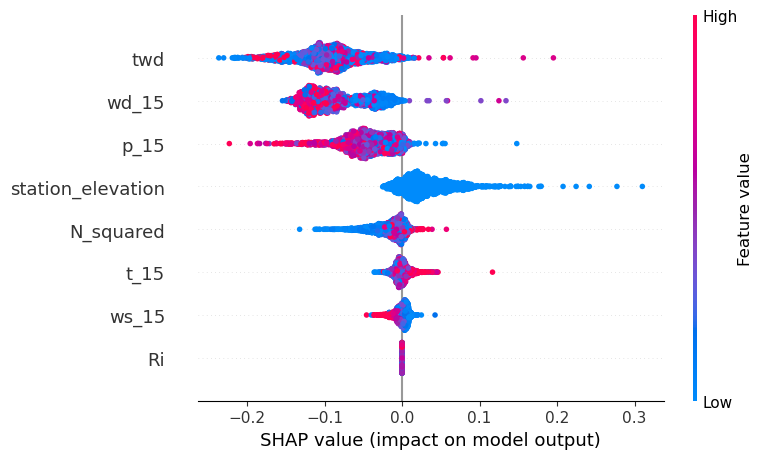 High
twd
wd_15
p_15
station_elevation
N_squared
t_15
ws_15
Ri
Feature value
Low
−0.2 −0.1 0.0 0.1 0.2 0.3
SHAP value (impact on model output)